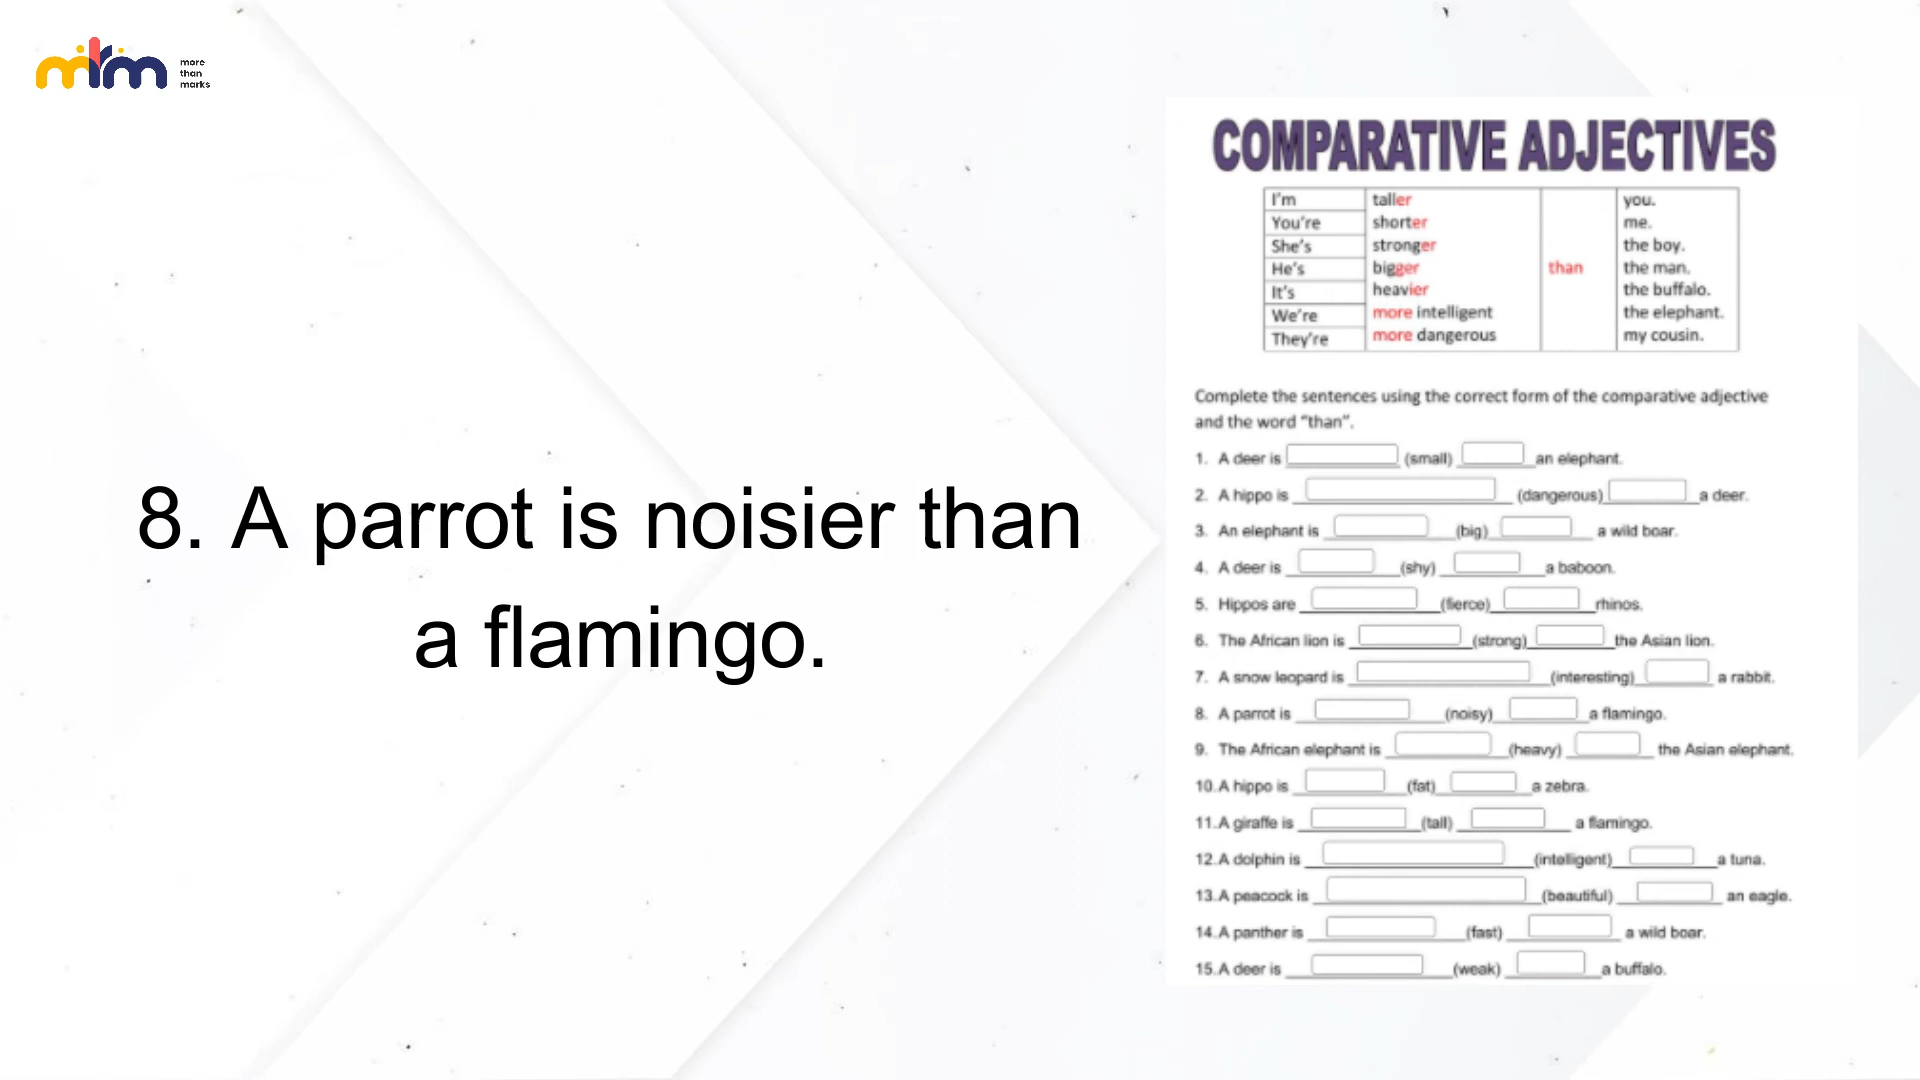 mtm
more
than
marks
8. A parrot is noisier than
a flamingo.
COMPARATIVE ADJECTIVES
I'm taller you.
You're shorter me.
She's stronger the boy.
He's bigger than the man.
It's heavier the buffalo.
We're more intelligent the elephant.
They're more dangerous my cousin.
Complete the sentences using the correct form of the comparative adjective
and the word "than".
1. A deer is (small) an elephant.
2. A hippo is (dangerous) a deer.
3. An elephant is (big) a wild boar.
4. A deer is (shy) a baboon.
5. Hippos are (fierce) rhinos.
6. The African lion is (strong) the Asian lion.
7. A snow leopard is (interesting) a rabbit.
8. A parrot is (noisy) a flamingo.
9. The African elephant is (heavy) the Asian elephant.
10. A hippo is (fat) a zebra.
11. A giraffe is (tall) a flamingo.
12. A dolphin is (intelligent) a tuna.
13. A peacock is (beautiful) an eagle.
14. A panther is (fast) a wild boar.
15. A deer is (weak) a buffalo.